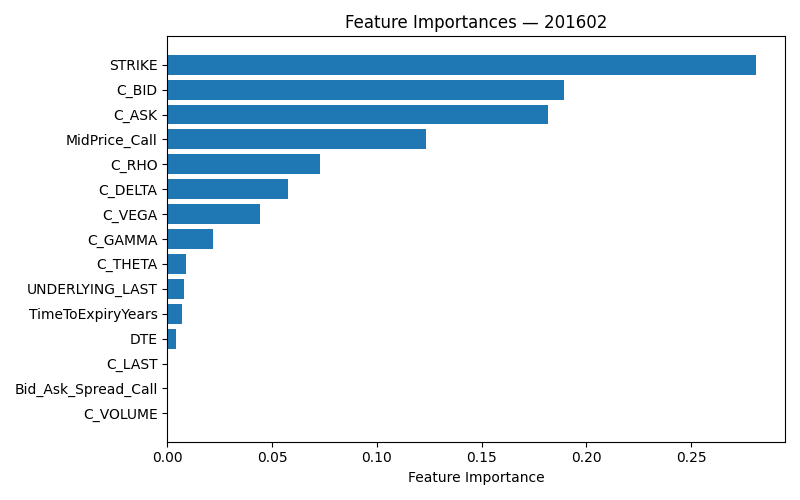 Feature Importances — 201602
STRIKE
C_BID
C_ASK
MidPrice_Call
C_RHO
C_DELTA
C_VEGA
C_GAMMA
C_THETA
UNDERLYING_LAST
TimeToExpiryYears
DTE
C_LAST
Bid_Ask_Spread_Call
C_VOLUME
0.00 0.05 0.10 0.15 0.20 0.25
Feature Importance